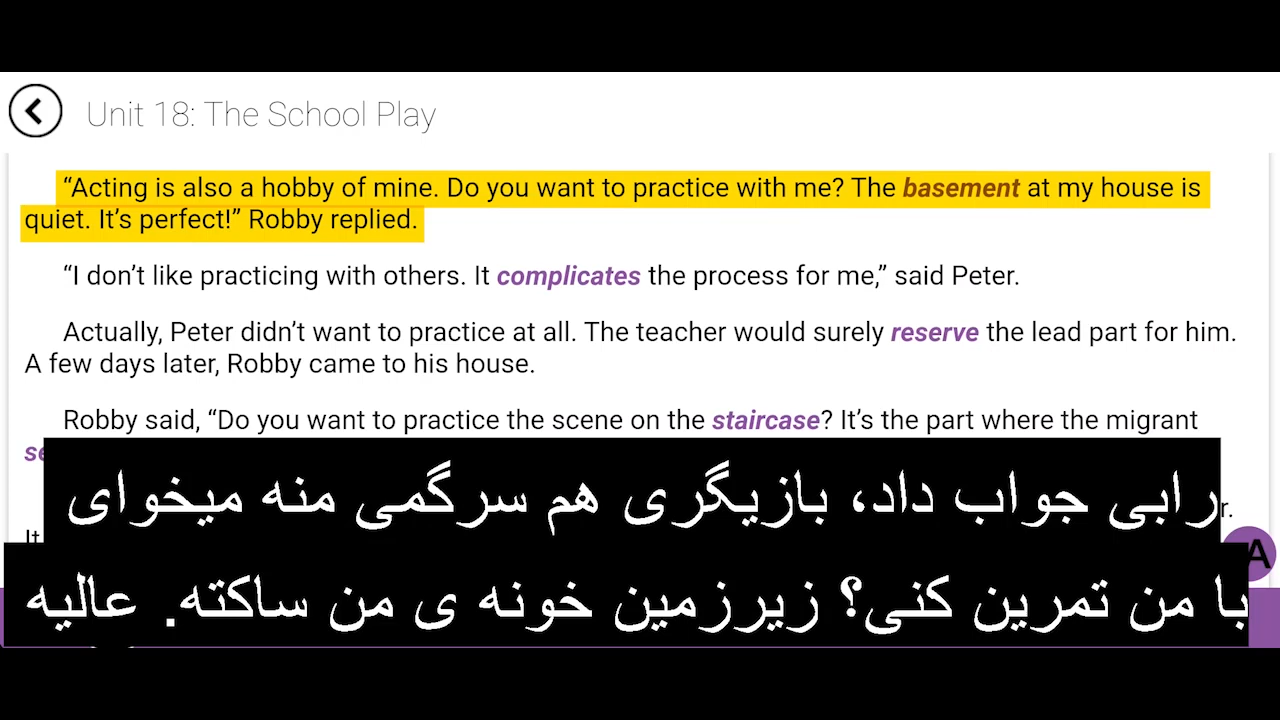 Unit 18: The School Play
“Acting is also a hobby of mine. Do you want to practice with me? The basement at my house is
quiet. It’s perfect!” Robby replied.
“I don’t like practicing with others. It complicates the process for me,” said Peter.
Actually, Peter didn’t want to practice at all. The teacher would surely reserve the lead part for him.
A few days later, Robby came to his house.
Robby said, “Do you want to practice the scene on the staircase? It’s the part where the migrant
رابی جواب داد، بازیگری هم سرگمی منه میخوای
با من تمرین کنی؟ زیرزمین خونه ی من ساکته. عالیه
It
A